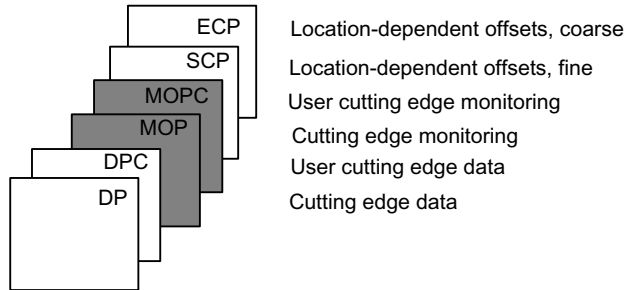 ECP Location-dependent offsets, coarse
SCP Location-dependent offsets, fine
MOPC User cutting edge monitoring
MOP Cutting edge monitoring
DPC User cutting edge data
DP Cutting edge data